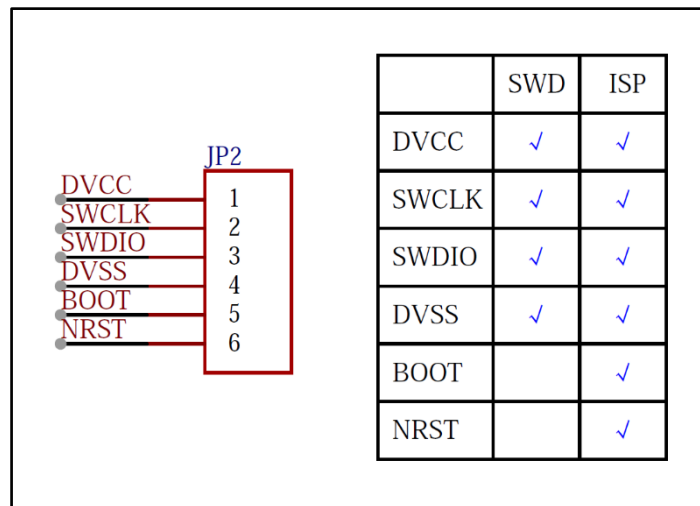 JP2
DVCC 1
SWCLK 2
SWDIO 3
DVSS 4
BOOT 5
NRST 6
SWD ISP
DVCC √ √
SWCLK √ √
SWDIO √ √
DVSS √ √
BOOT √
NRST √